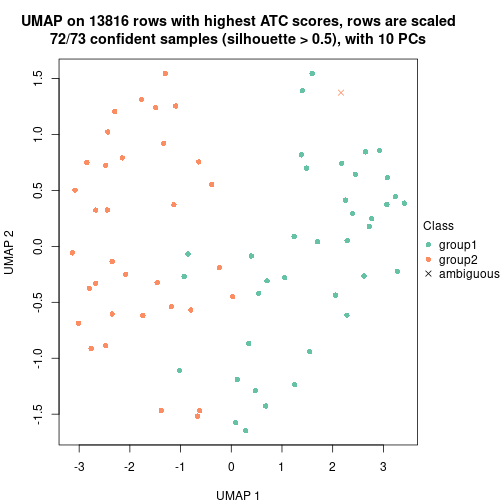 UMAP on 13816 rows with highest ATC scores, rows are scaled
72/73 confident samples (silhouette > 0.5), with 10 PCs
1.5
1.0
0.5
0.0
-0.5
-1.0
-1.5
UMAP 2
-3 -2 -1 0 1 2 3
UMAP 1
Class
group1
group2
ambiguous